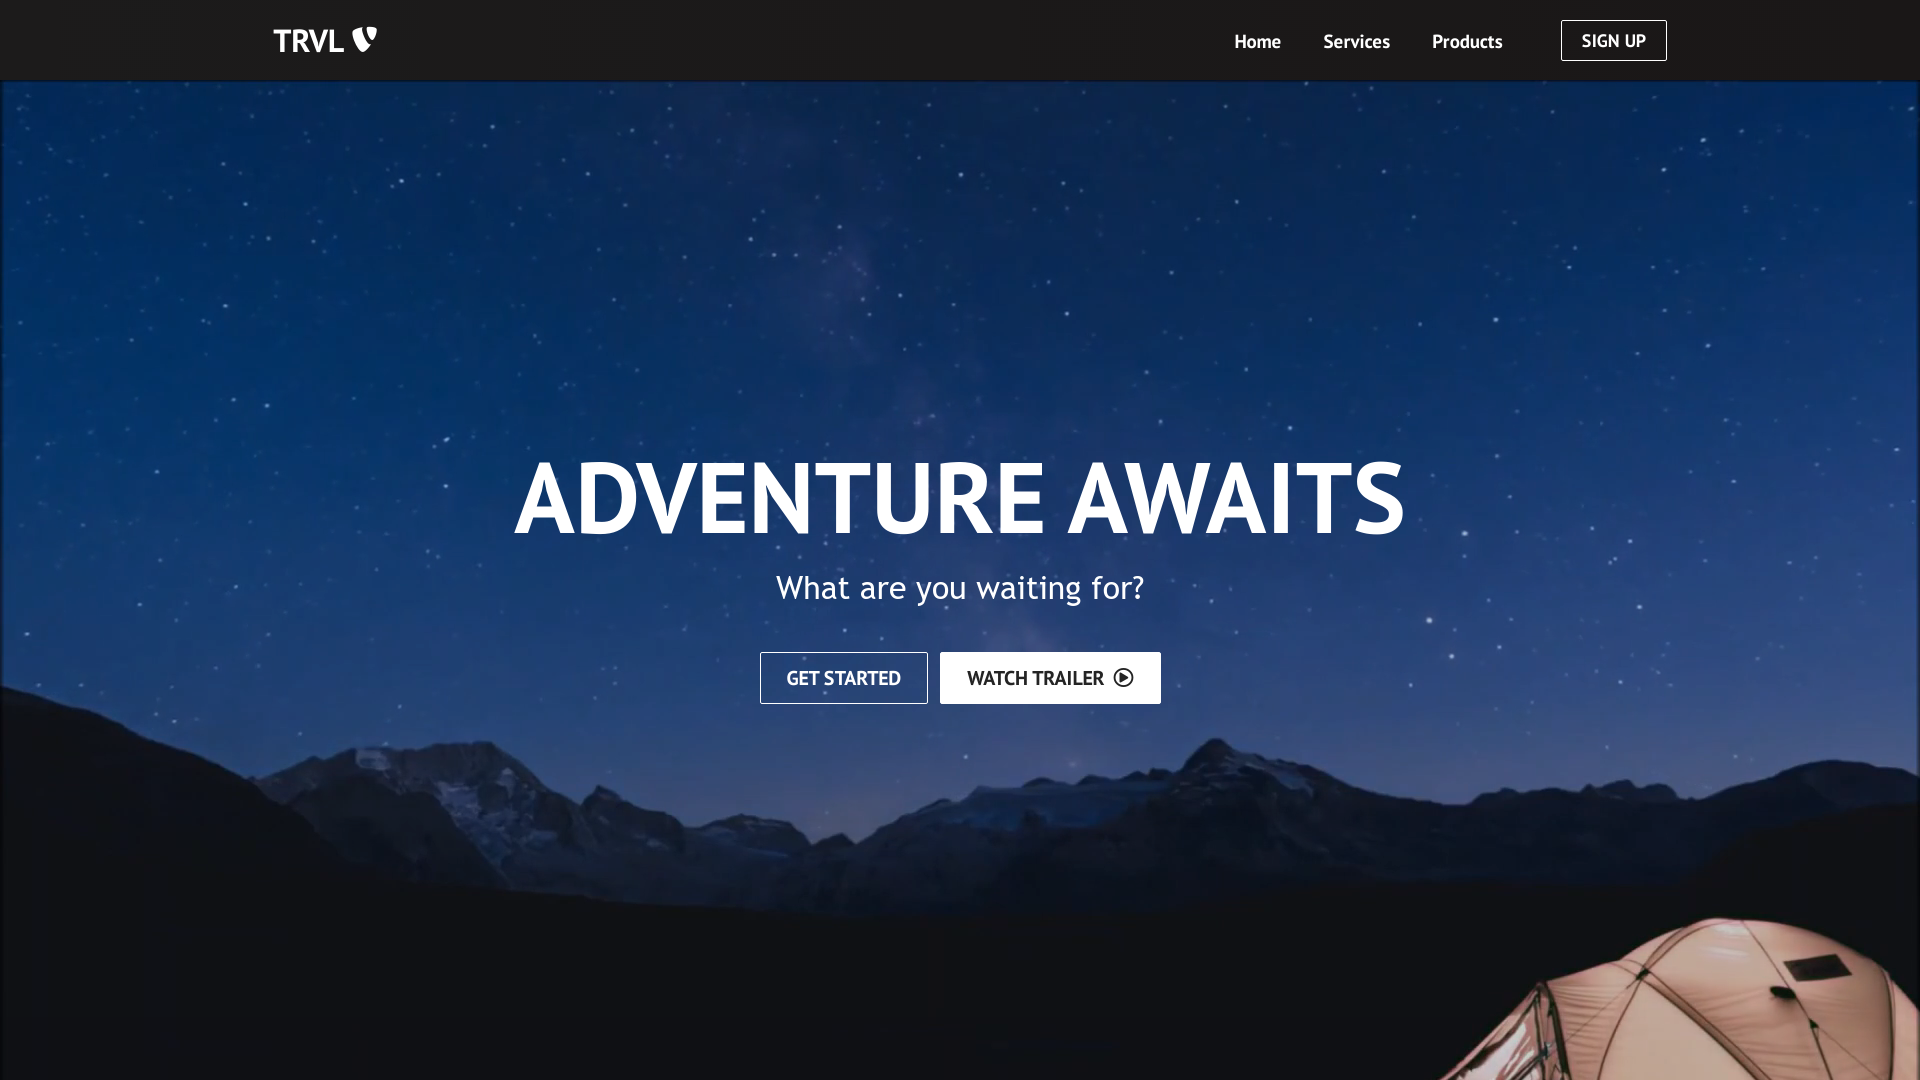 TRVL
Home
Services
Products
SIGN UP
ADVENTURE AWAITS
What are you waiting for?
GET STARTED
WATCH TRAILER